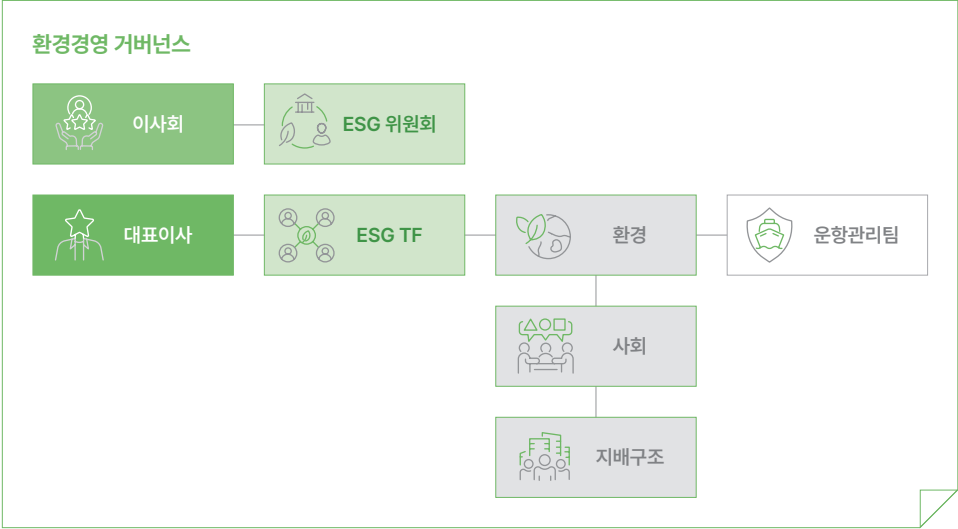 환경경영 거버넌스
이사회
ESG 위원회
대표이사
ESG TF
환경
운항관리팀
사회
지배구조